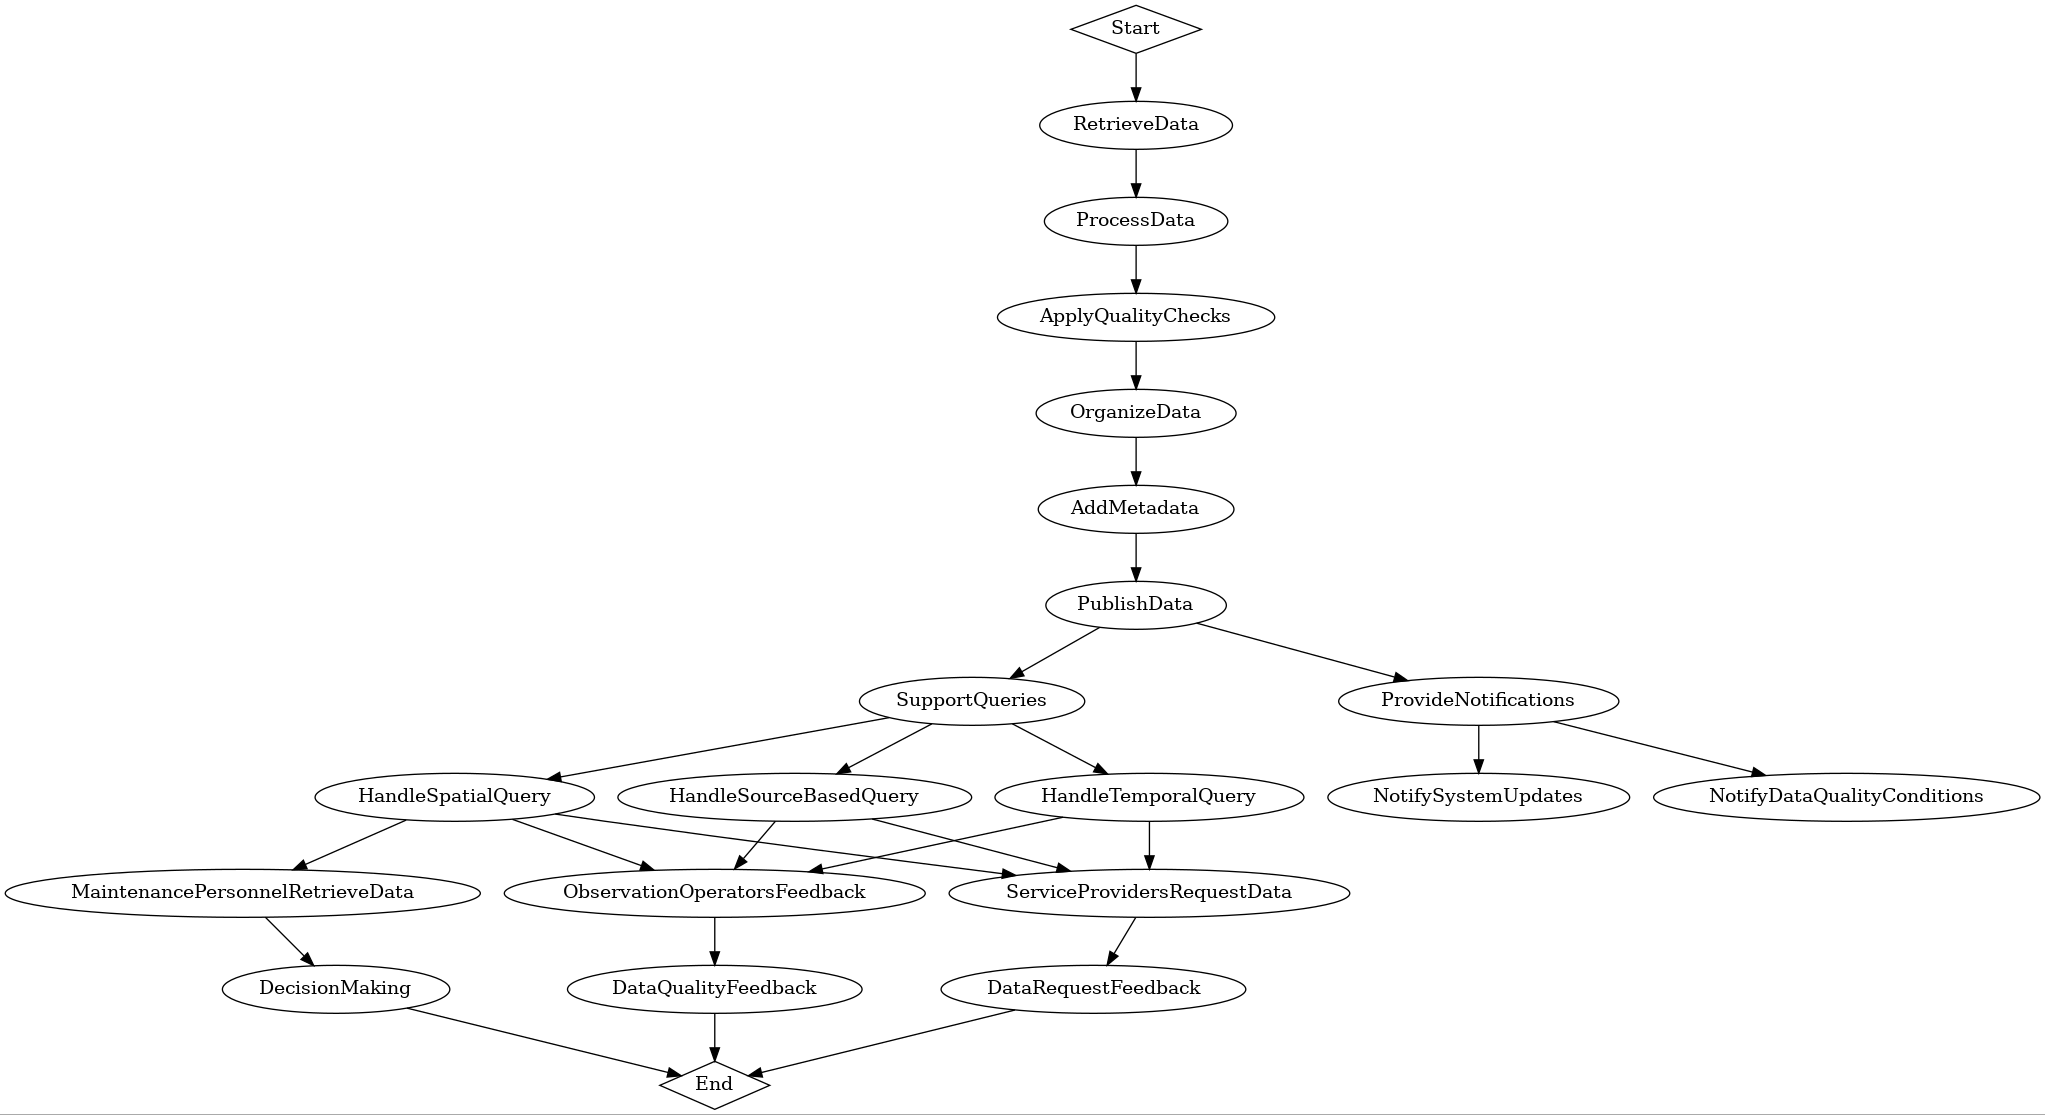 Start
RetrieveData
ProcessData
ApplyQualityChecks
OrganizeData
AddMetadata
PublishData
SupportQueries
ProvideNotifications
HandleSpatialQuery
HandleSourceBasedQuery
HandleTemporalQuery
NotifySystemUpdates
NotifyDataQualityConditions
MaintenancePersonnelRetrieveData
ObservationOperatorsFeedback
ServiceProvidersRequestData
DecisionMaking
DataQualityFeedback
DataRequestFeedback
End